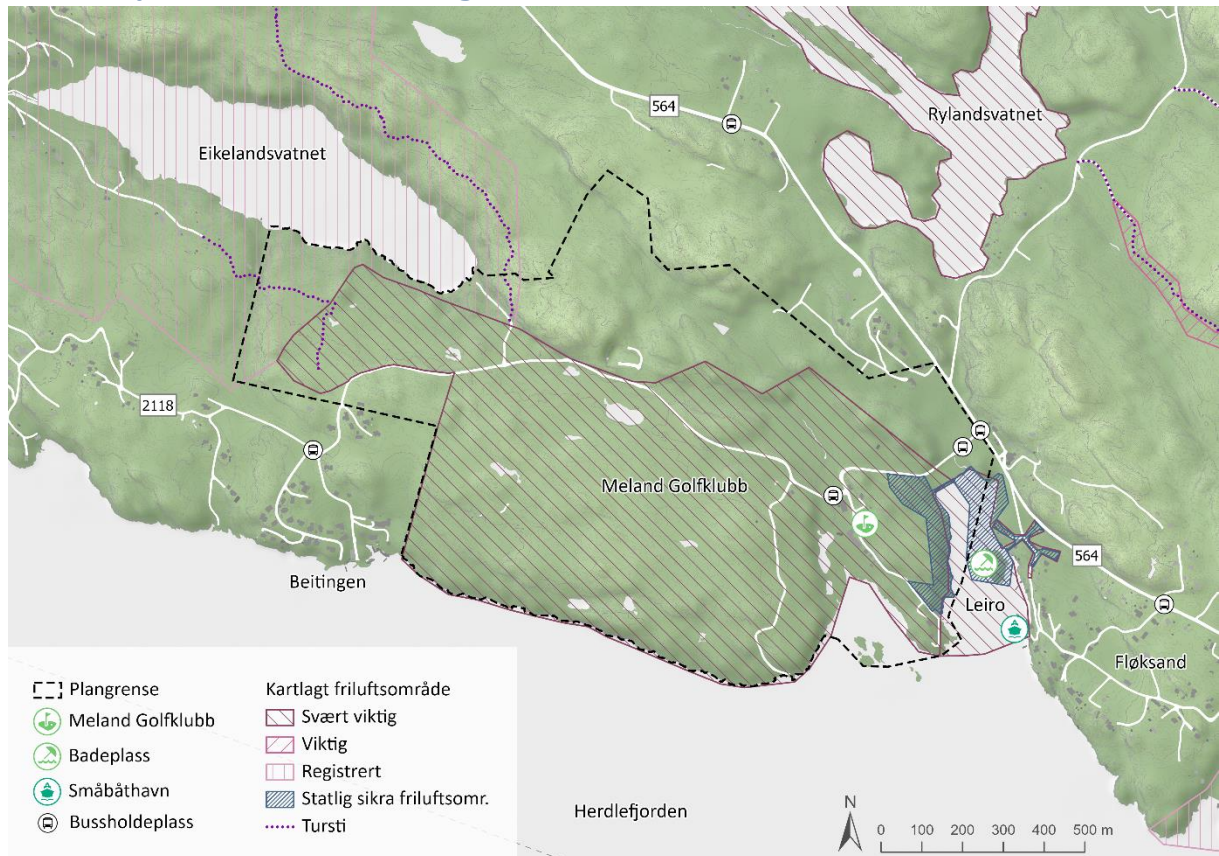 564
Rylandsvatnet
Eikelandsvatnet
2118
Meland Golfklubb
564
Beitingen
Leiro
Fløksand
Plangrense
Meland Golfklubb
Badeplass
Småbåthavn
Bussholdeplass
Kartlagt friluftsområde
Svært viktig
Viktig
Registrert
Statlig sikra friluftsomr.
Tursti
Herdlefjorden
N
0 100 200 300 400 500 m